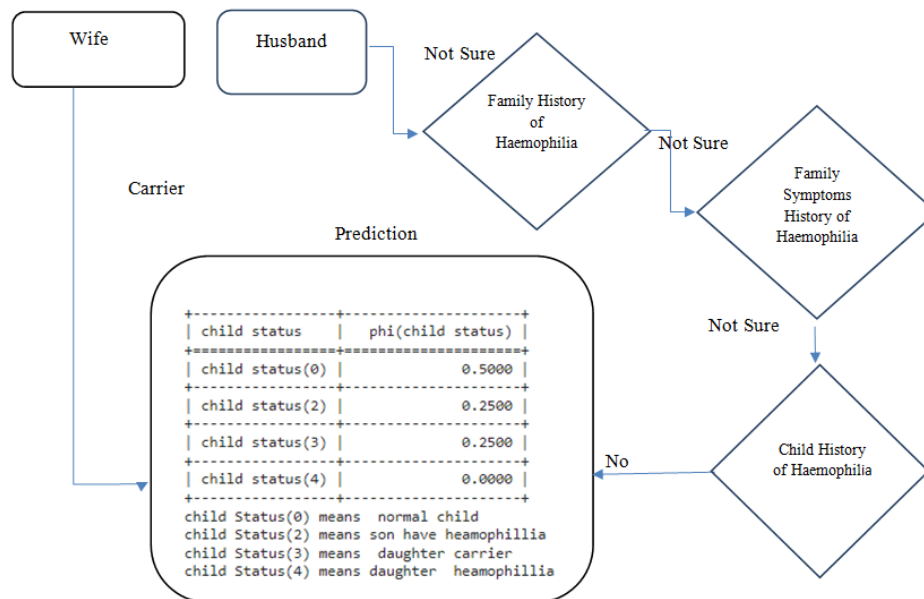 Wife
Husband
Not Sure
Family History
of
Haemophilia
Not Sure
Family
Symptoms
History of
Haemophilia
Carrier
Prediction
Not Sure
+------------------+----------------------+
| child status | phi(child status) |
+==================+======================+
| child status(0) | 0.5000 |
+------------------+----------------------+
| child status(2) | 0.2500 |
+------------------+----------------------+
| child status(3) | 0.2500 |
+------------------+----------------------+
| child status(4) | 0.0000 |
+------------------+----------------------+
child Status(0) means normal child
child Status(2) means son have heamophillia
child Status(3) means daughter carrier
child Status(4) means daughter heamophillia
No
Child History
of Haemophilia